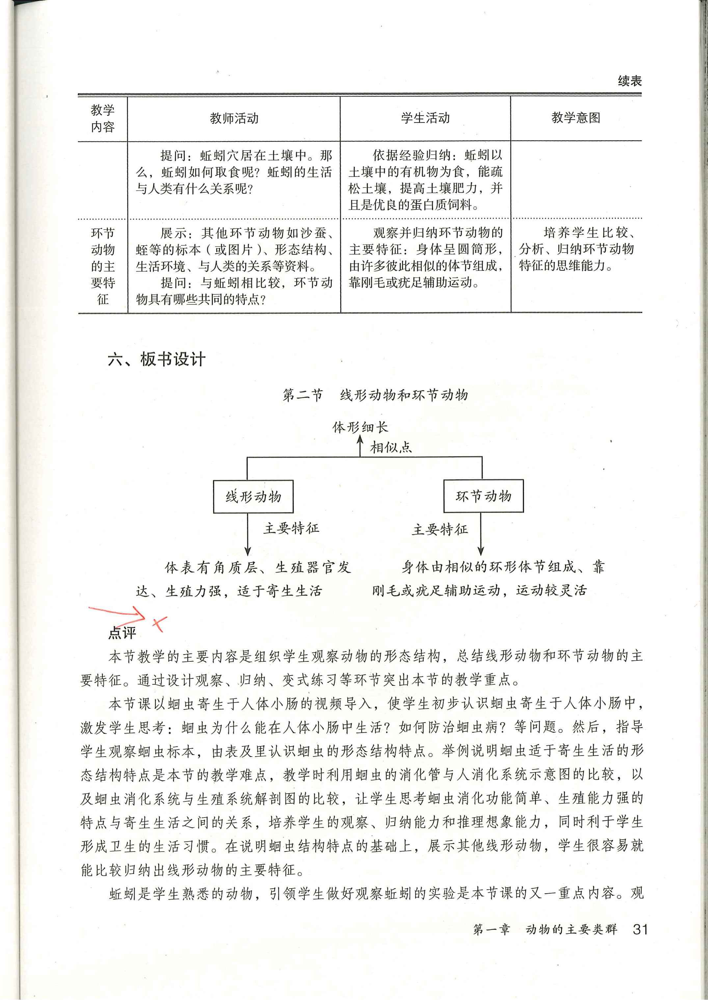 续表
教学
内容
教师活动
学生活动
教学意图
提问：蚯蚓穴居在土壤中。那
么，蚯蚓如何取食呢？蚯蚓的生活
与人类有什么关系呢？
依据经验归纳：蚯蚓以
土壤中的有机物为食，能疏
松土壤，提高土壤肥力，并
且是优良的蛋白质饲料。
环节
动物
的主
要特
征
展示：其他环节动物如沙蚕、
蛭等的标本（或图片）、形态结构、
生活环境、与人类的关系等资料。
提问：与蚯蚓相比较，环节动
物具有哪些共同的特点？
观察并归纳环节动物的
主要特征：身体呈圆筒形，
由许多彼此相似的体节组成，
靠刚毛或疣足辅助运动。
培养学生比较、
分析、归纳环节动物
特征的思维能力。
六、板书设计
第二节　线形动物和环节动物
体形细长
相似点
线形动物
环节动物
主要特征
主要特征
体表有角质层、生殖器官发
达、生殖力强，适于寄生生活
身体由相似的环形体节组成、靠
刚毛或疣足辅助运动，运动较灵活
点评
本节教学的主要内容是组织学生观察动物的形态结构，总结线形动物和环节动物的主
要特征。通过设计观察、归纳、变式练习等环节突出本节的教学重点。
本节课以蛔虫寄生于人体小肠的视频导入，使学生初步认识蛔虫寄生于人体小肠中，
激发学生思考：蛔虫为什么能在人体小肠中生活？如何防治蛔虫病？等问题。然后，指导
学生观察蛔虫标本，由表及里认识蛔虫的形态结构特点。举例说明蛔虫适于寄生生活的形
态结构特点是本节的教学难点，教学时利用蛔虫的消化管与人消化系统示意图的比较，以
及蛔虫消化系统与生殖系统解剖图的比较，让学生思考蛔虫消化功能简单、生殖能力强的
特点与寄生生活之间的关系，培养学生的观察、归纳能力和推理想象能力，同时利于学生
形成卫生的生活习惯。在说明蛔虫结构特点的基础上，展示其他线形动物，学生很容易就
能比较归纳出线形动物的主要特征。
蚯蚓是学生熟悉的动物，引领学生做好观察蚯蚓的实验是本节课的又一重点内容。观
第一章　动物的主要类群　31